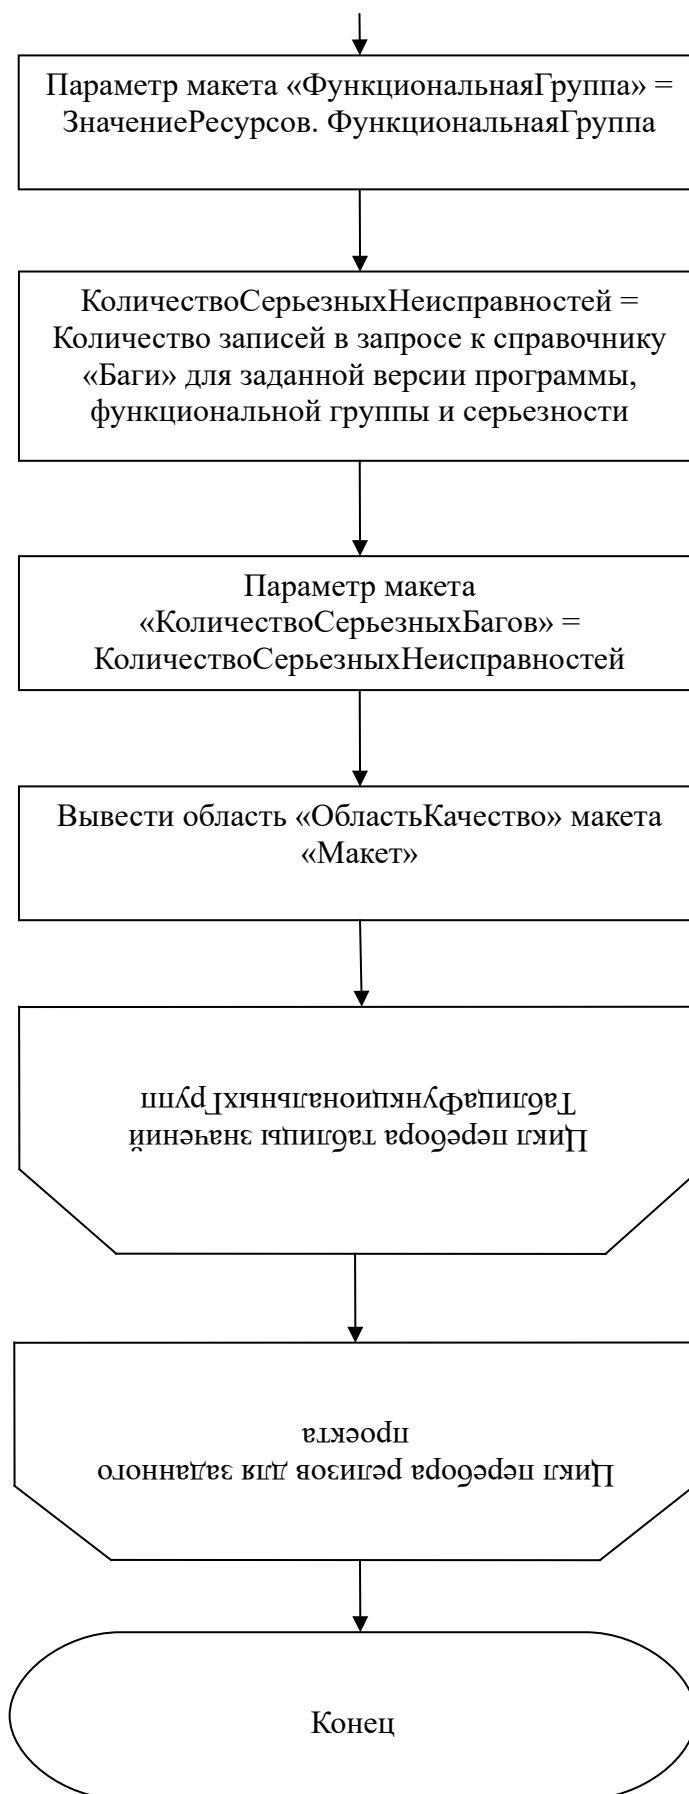 Параметр макета «ФункциональнаяГруппа» =
ЗначениеРесурсов. ФункциональнаяГруппа
КоличествоСерьезныхНеисправностей =
Количество записей в запросе к справочнику
«Баги» для заданной версии программы,
функциональной группы и серьезности
Параметр макета
«КоличествоСерьезныхБагов» =
КоличествоСерьезныхНеисправностей
Вывести область «ОбластьКачество» макета
«Макет»
Цикл перебора таблицы значений
ТаблицаФункциональныхГрупп
Цикл перебора релизов для заданного
проекта
Конец